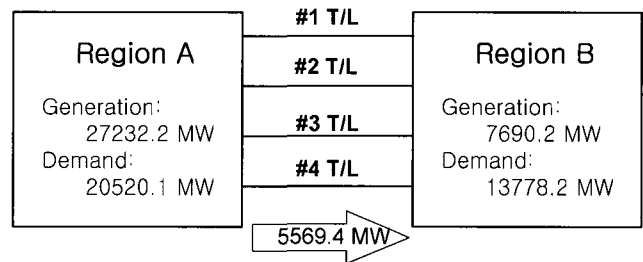 Region A
Generation:
27232.2 MW
Demand:
20520.1 MW
#1 T/L
#2 T/L
#3 T/L
#4 T/L
5569.4 MW
Region B
Generation:
7690.2 MW
Demand:
13778.2 MW